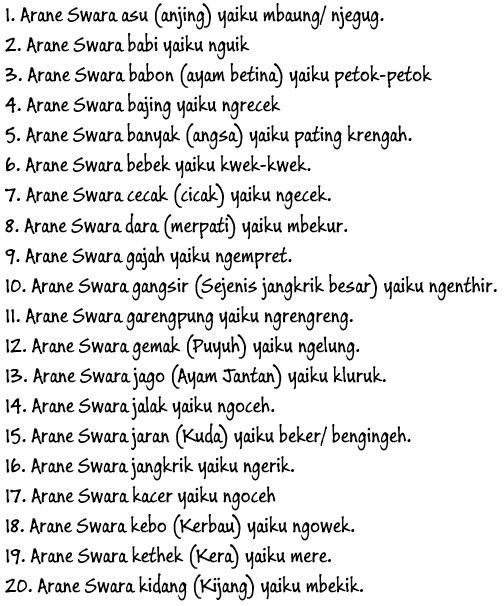 1. Arane Swara asu (anjing) yaiku mbaung/ njegug.
2. Arane Swara babi yaiku nguik
3. Arane Swara babon (ayam betina) yaiku petok-petok
4. Arane Swara bajing yaiku ngrecek
5. Arane Swara banyak (angsa) yaiku pating krengah.
6. Arane Swara bebek yaiku kwek-kwek.
7. Arane Swara cecak (cicak) yaiku ngecek.
8. Arane Swara dara (merpati) yaiku mbekur.
9. Arane Swara gajah yaiku ngempret.
10. Arane Swara gangsir (Sejenis jangkrik besar) yaiku ngenthir.
11. Arane Swara garengpung yaiku ngrengreng.
12. Arane Swara gemak (Puyuh) yaiku ngelung.
13. Arane Swara jago (Ayam Jantan) yaiku kluruk.
14. Arane Swara jalak yaiku ngoceh.
15. Arane Swara jaran (Kuda) yaiku beker/ bengingeh.
16. Arane Swara jangkrik yaiku ngerik.
17. Arane Swara kacer yaiku ngoceh
18. Arane Swara kebo (Kerbau) yaiku ngowek.
19. Arane Swara kethek (Kera) yaiku mere.
20. Arane Swara kidang (Kijang) yaiku mbekik.